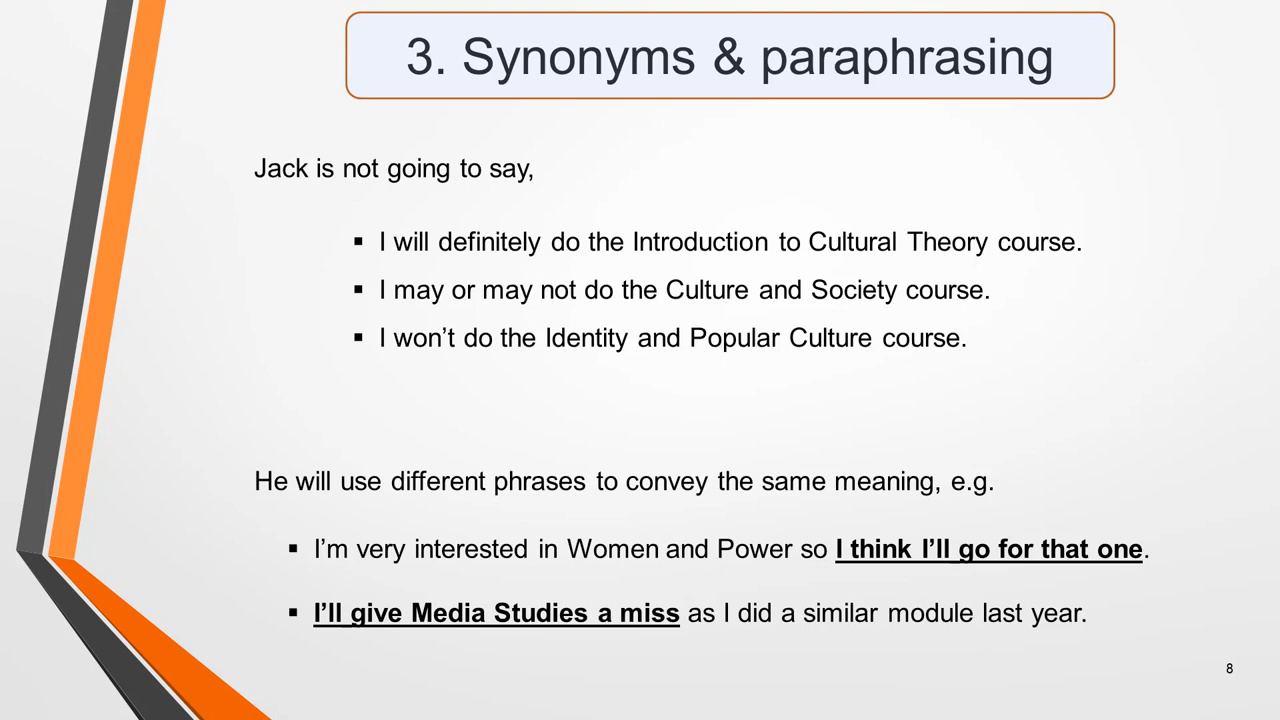 3. Synonyms & paraphrasing
Jack is not going to say,
▪ I will definitely do the Introduction to Cultural Theory course.
▪ I may or may not do the Culture and Society course.
▪ I won’t do the Identity and Popular Culture course.
He will use different phrases to convey the same meaning, e.g.
▪ I’m very interested in Women and Power so I think I’ll go for that one.
▪ I’ll give Media Studies a miss as I did a similar module last year.
8